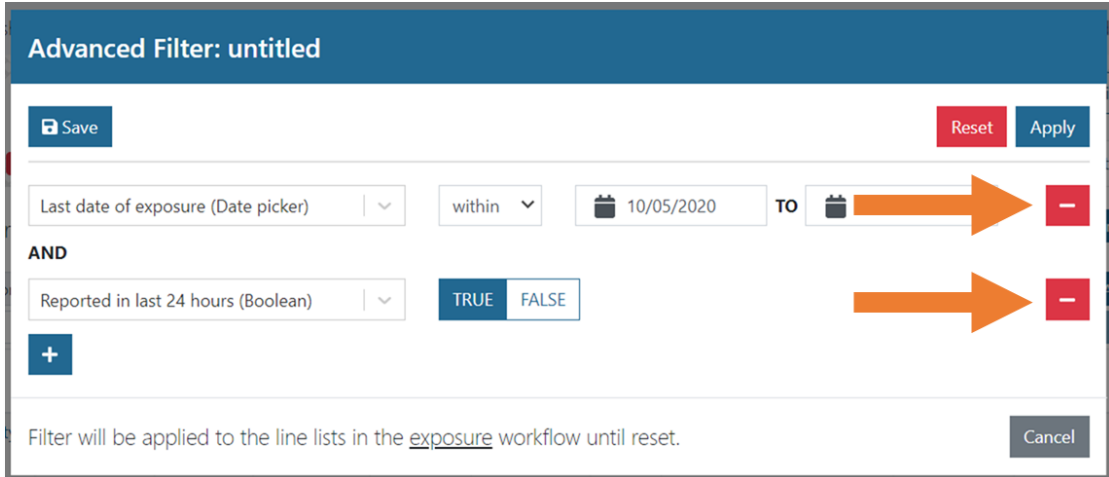 Advanced Filter: untitled
Save
Reset Apply
Last date of exposure (Date picker) within 10/05/2020 TO
AND
Reported in last 24 hours (Boolean) TRUE FALSE
+
Filter will be applied to the line lists in the exposure workflow until reset.
Cancel